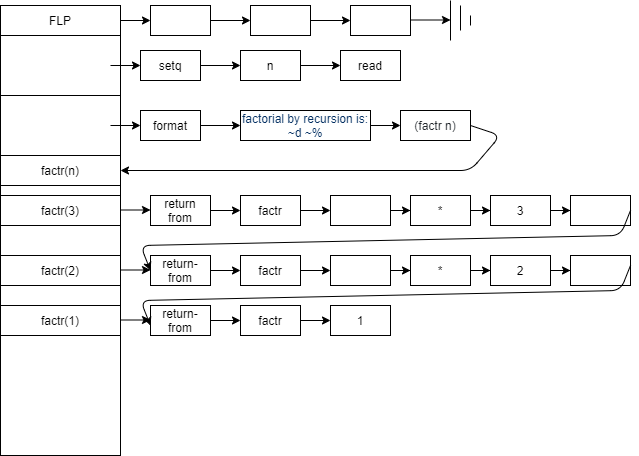 FLP
setq n read
format factorial by recursion is:
~d ~%
(factr n)
factr(n)
factr(3) return
from
factr * 3
factr(2) return-
from
factr * 2
factr(1) return-
from
factr 1